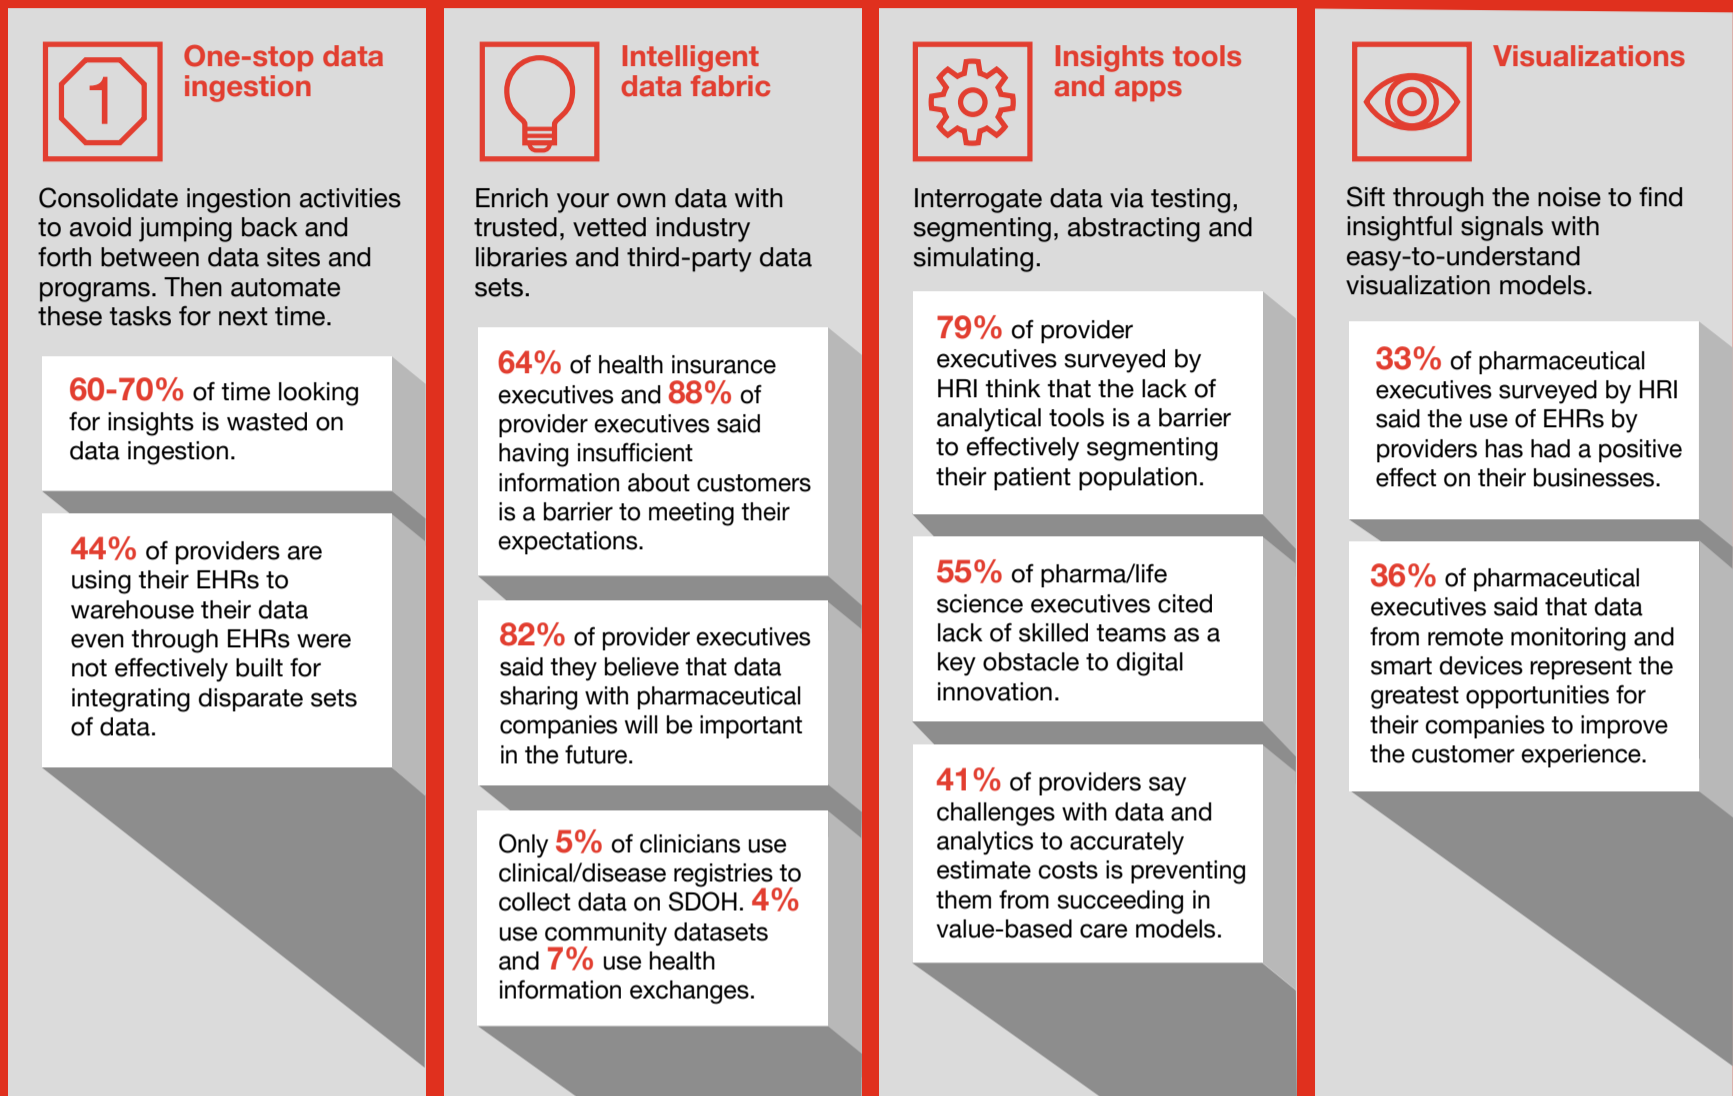 1
One-stop data
ingestion
Consolidate ingestion activities
to avoid jumping back and
forth between data sites and
programs. Then automate
these tasks for next time.
60-70% of time looking
for insights is wasted on
data ingestion.
44% of providers are
using their EHRs to
warehouse their data
even through EHRs were
not effectively built for
integrating disparate sets
of data.
Intelligent
data fabric
Enrich your own data with
trusted, vetted industry
libraries and third-party data
sets.
64% of health insurance
executives and 88% of
provider executives said
having insufficient
information about customers
is a barrier to meeting their
expectations.
82% of provider executives
said they believe that data
sharing with pharmaceutical
companies will be important
in the future.
Only 5% of clinicians use
clinical/disease registries to
collect data on SDOH. 4%
use community datasets
and 7% use health
information exchanges.
Insights tools
and apps
Interrogate data via testing,
segmenting, abstracting and
simulating.
79% of provider
executives surveyed by
HRI think that the lack of
analytical tools is a barrier
to effectively segmenting
their patient population.
55% of pharma/life
science executives cited
lack of skilled teams as a
key obstacle to digital
innovation.
41% of providers say
challenges with data and
analytics to accurately
estimate costs is preventing
them from succeeding in
value-based care models.
Visualizations
Sift through the noise to find
insightful signals with
easy-to-understand
visualization models.
33% of pharmaceutical
executives surveyed by HRI
said the use of EHRs by
providers has had a positive
effect on their businesses.
36% of pharmaceutical
executives said that data
from remote monitoring and
smart devices represent the
greatest opportunities for
their companies to improve
the customer experience.